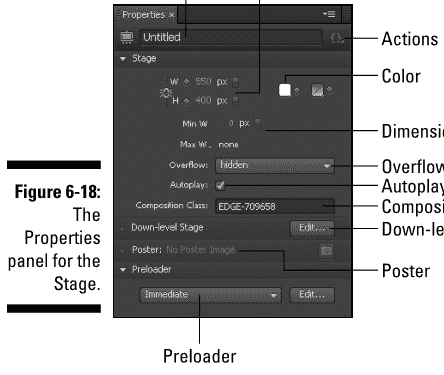 Properties ×
Untitled
Actions
Stage
W 550 px
Color
H 400 px
Min W 0 px
Dimensi
Max W. none
Overflow: hidden
Overflow
Autoplay:
Autoplay
Composition Class: EDGE-709658
Composi
Down-level Stage Edit...
Down-le
Poster: No Poster Image
Poster
Preloader
Immediate Edit...
Preloader
Figure 6-18:
The
Properties
panel for the
Stage.